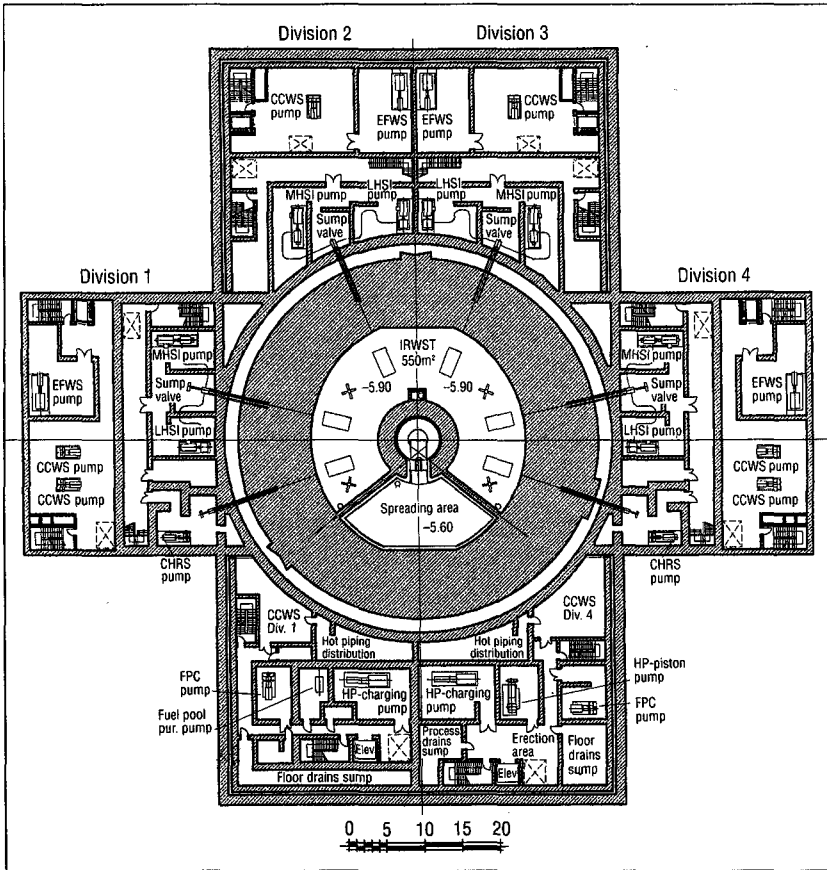 Division 2
Division 3
CCWS
pump
EFWS
pump
EFWS
pump
CCWS
pump
MHSI pump
LHSI
pump
LHSI
pump
MHSI pump
Sump
valve
Sump
valve
Division 1
Division 4
IRWST
550m²
–5.90
–5.90
MHSI pump
EFWS
pump
Sump
valve
LHSI pump
CCWS pump
CCWS pump
MHSI pump
Sump
valve
EFWS
pump
LHSI pump
CCWS pump
CCWS pump
Spreading area
–5.60
CHRS
pump
CHRS
pump
CCWS
Div. 1
CCWS
Div. 4
Hot piping
distribution
Hot piping
distribution
FPC
pump
HP-piston
pump
Fuel pool
pur. pump
HP-charging
pump
HP-charging
pump
FPC
pump
Process
drains
sump
Erection
area
Floor
drains
sump
Elev
Elev
Floor drains sump
0 5 10 15 20